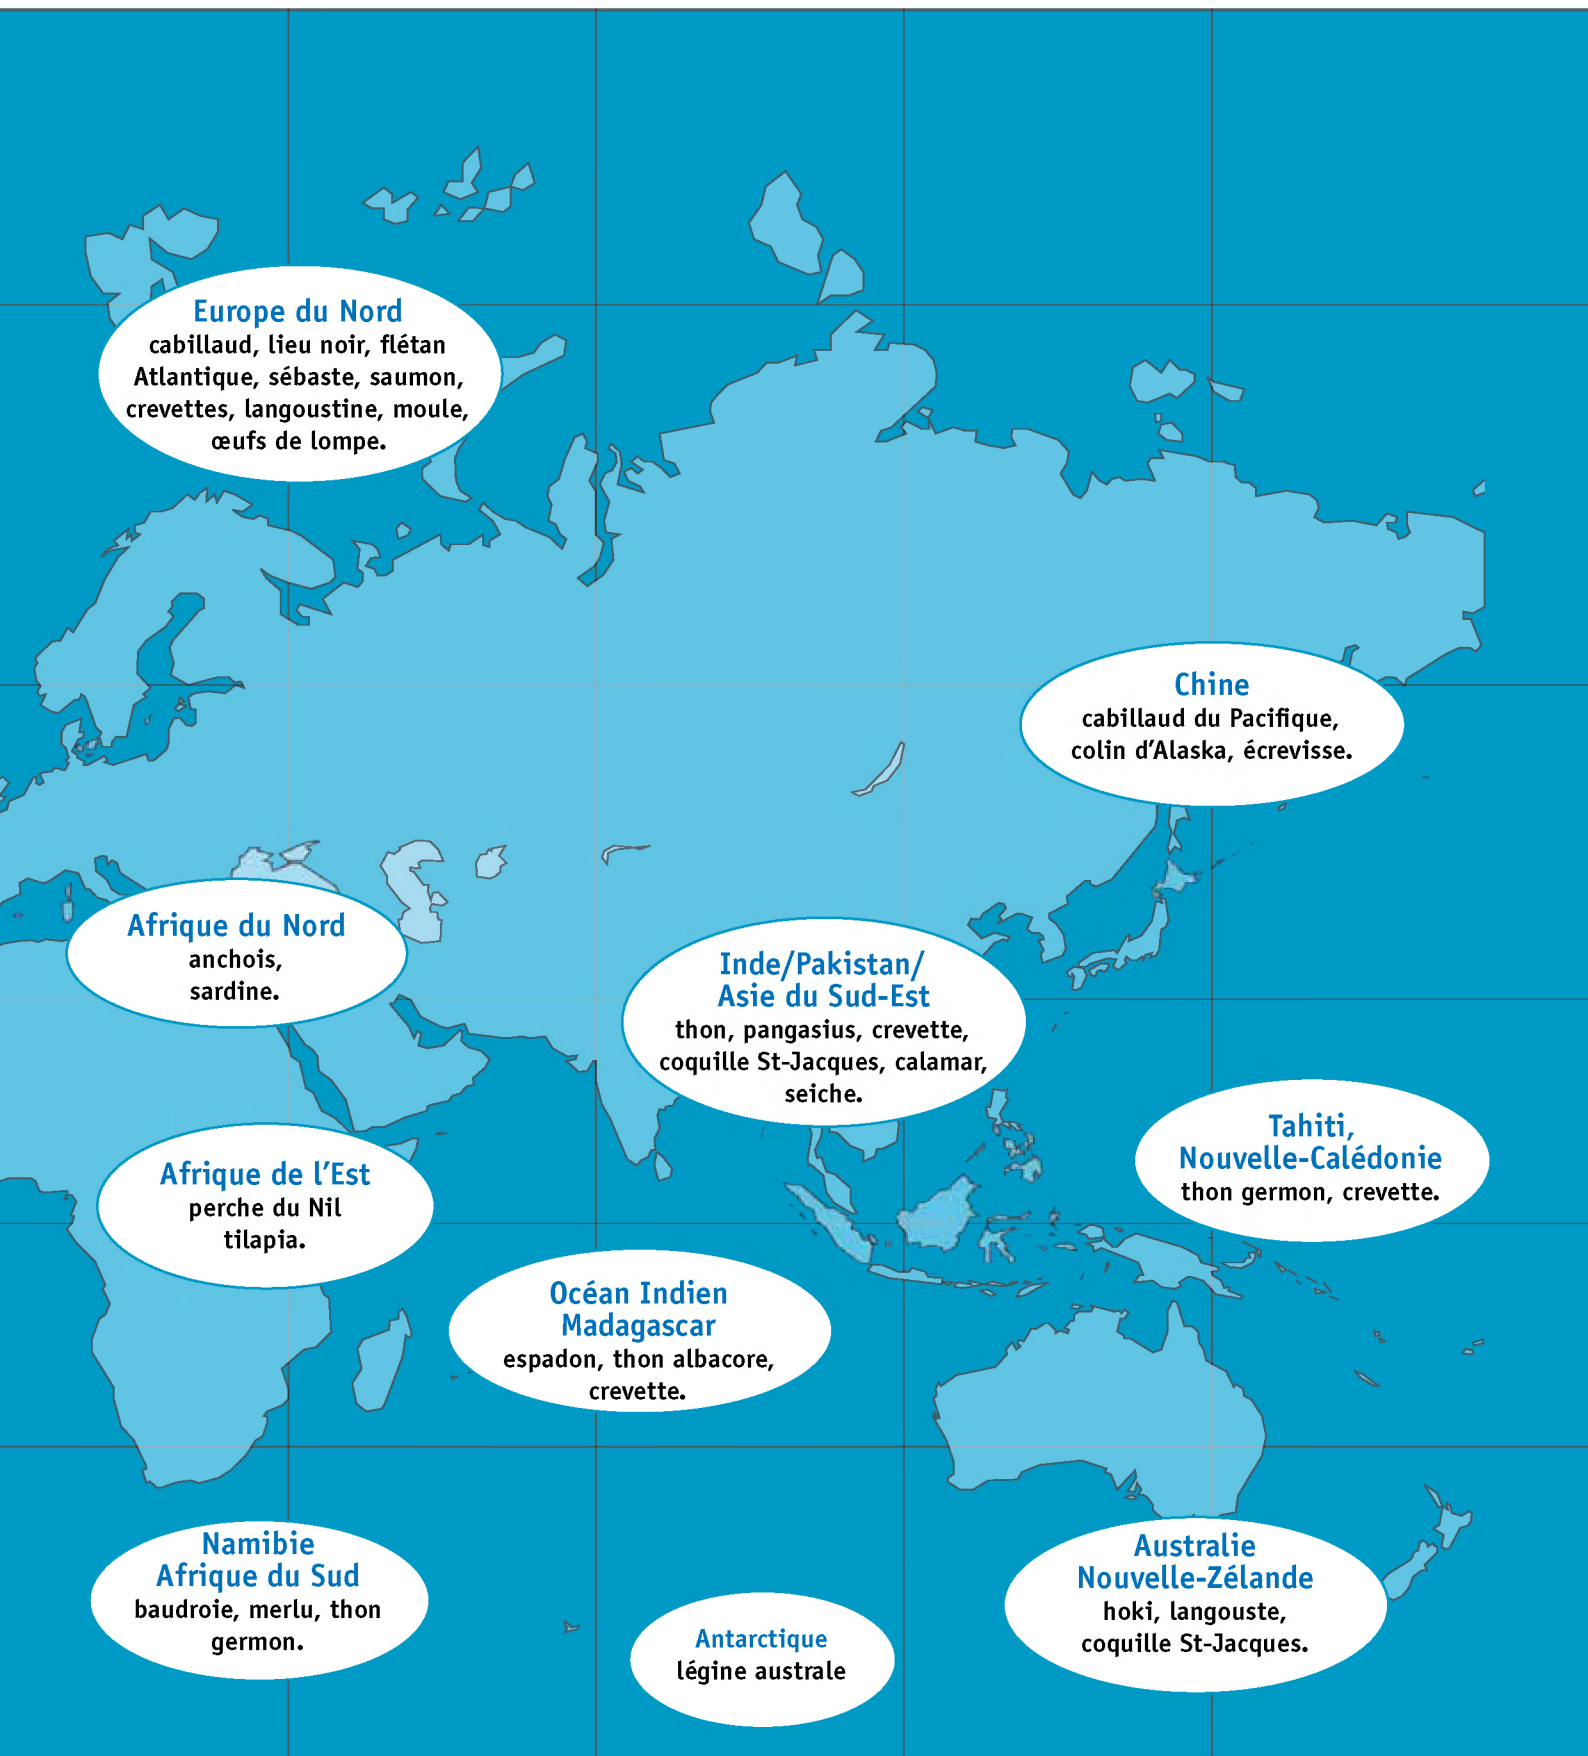 Europe du Nord
cabillaud, lieu noir, flétan
Atlantique, sébaste, saumon,
crevettes, langoustine, moule,
œufs de lompe.
Chine
cabillaud du Pacifique,
colin d'Alaska, écrevisse.
Afrique du Nord
anchois,
sardine.
Inde/Pakistan/
Asie du Sud-Est
thon, pangasius, crevette,
coquille St-Jacques, calamar,
seiche.
Tahiti,
Nouvelle-Calédonie
thon germon, crevette.
Afrique de l'Est
perche du Nil
tilapia.
Océan Indien
Madagascar
espadon, thon albacore,
crevette.
Namibie
Afrique du Sud
baudroie, merlu, thon
germon.
Antarctique
légine australe
Australie
Nouvelle-Zélande
hoki, langouste,
coquille St-Jacques.